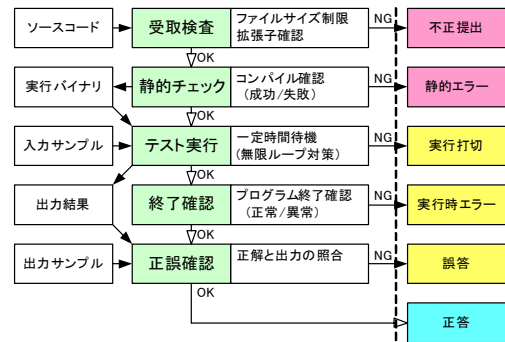 ソースコード
受取検査
ファイルサイズ制限
拡張子確認
NG
不正提出
OK
実行バイナリ
静的チェック
コンパイル確認
(成功/失敗)
NG
静的エラー
OK
入力サンプル
テスト実行
一定時間待機
(無限ループ対策)
NG
実行打切
OK
出力結果
終了確認
プログラム終了確認
(正常/異常)
NG
実行時エラー
OK
出力サンプル
正誤確認
正解と出力の照合
NG
誤答
OK
正答